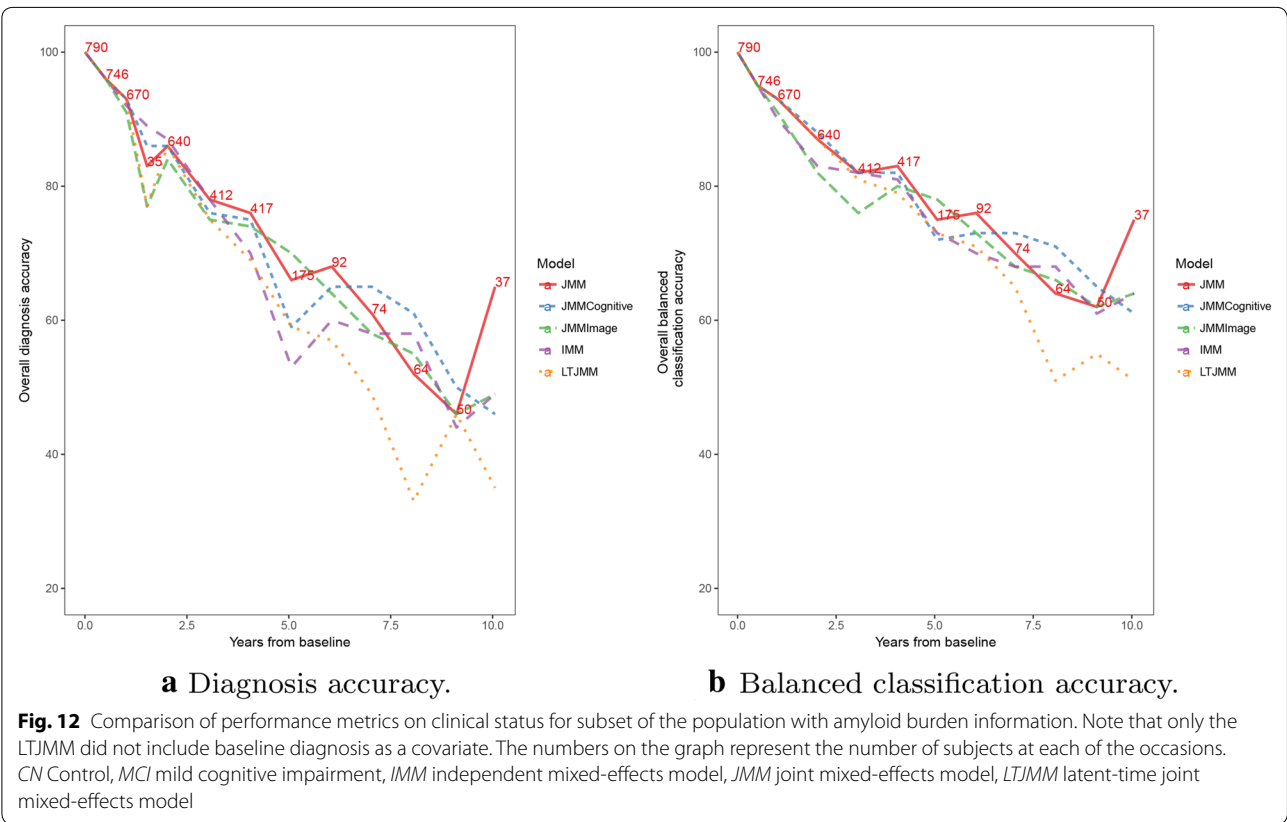 100
80
60
40
20
Overall diagnosis accuracy
790
746
670
35
640
412
417
175
92
74
64
50
37
0.0 2.5 5.0 7.5 10.0
Years from baseline
Model
a JMM
a JMMCognitive
a JMMImage
a IMM
a LTJMM
a Diagnosis accuracy.
100
80
60
40
20
Overall balanced
classification accuracy
790
746
670
640
412
417
175
92
74
64
50
37
0.0 2.5 5.0 7.5 10.0
Years from baseline
Model
a JMM
a JMMCognitive
a JMMImage
a IMM
a LTJMM
b Balanced classification accuracy.
Fig. 12 Comparison of performance metrics on clinical status for subset of the population with amyloid burden information. Note that only the
LTJMM did not include baseline diagnosis as a covariate. The numbers on the graph represent the number of subjects at each of the occasions.
CN Control, MCI mild cognitive impairment, IMM independent mixed-effects model, JMM joint mixed-effects model, LTJMM latent-time joint
mixed-effects model